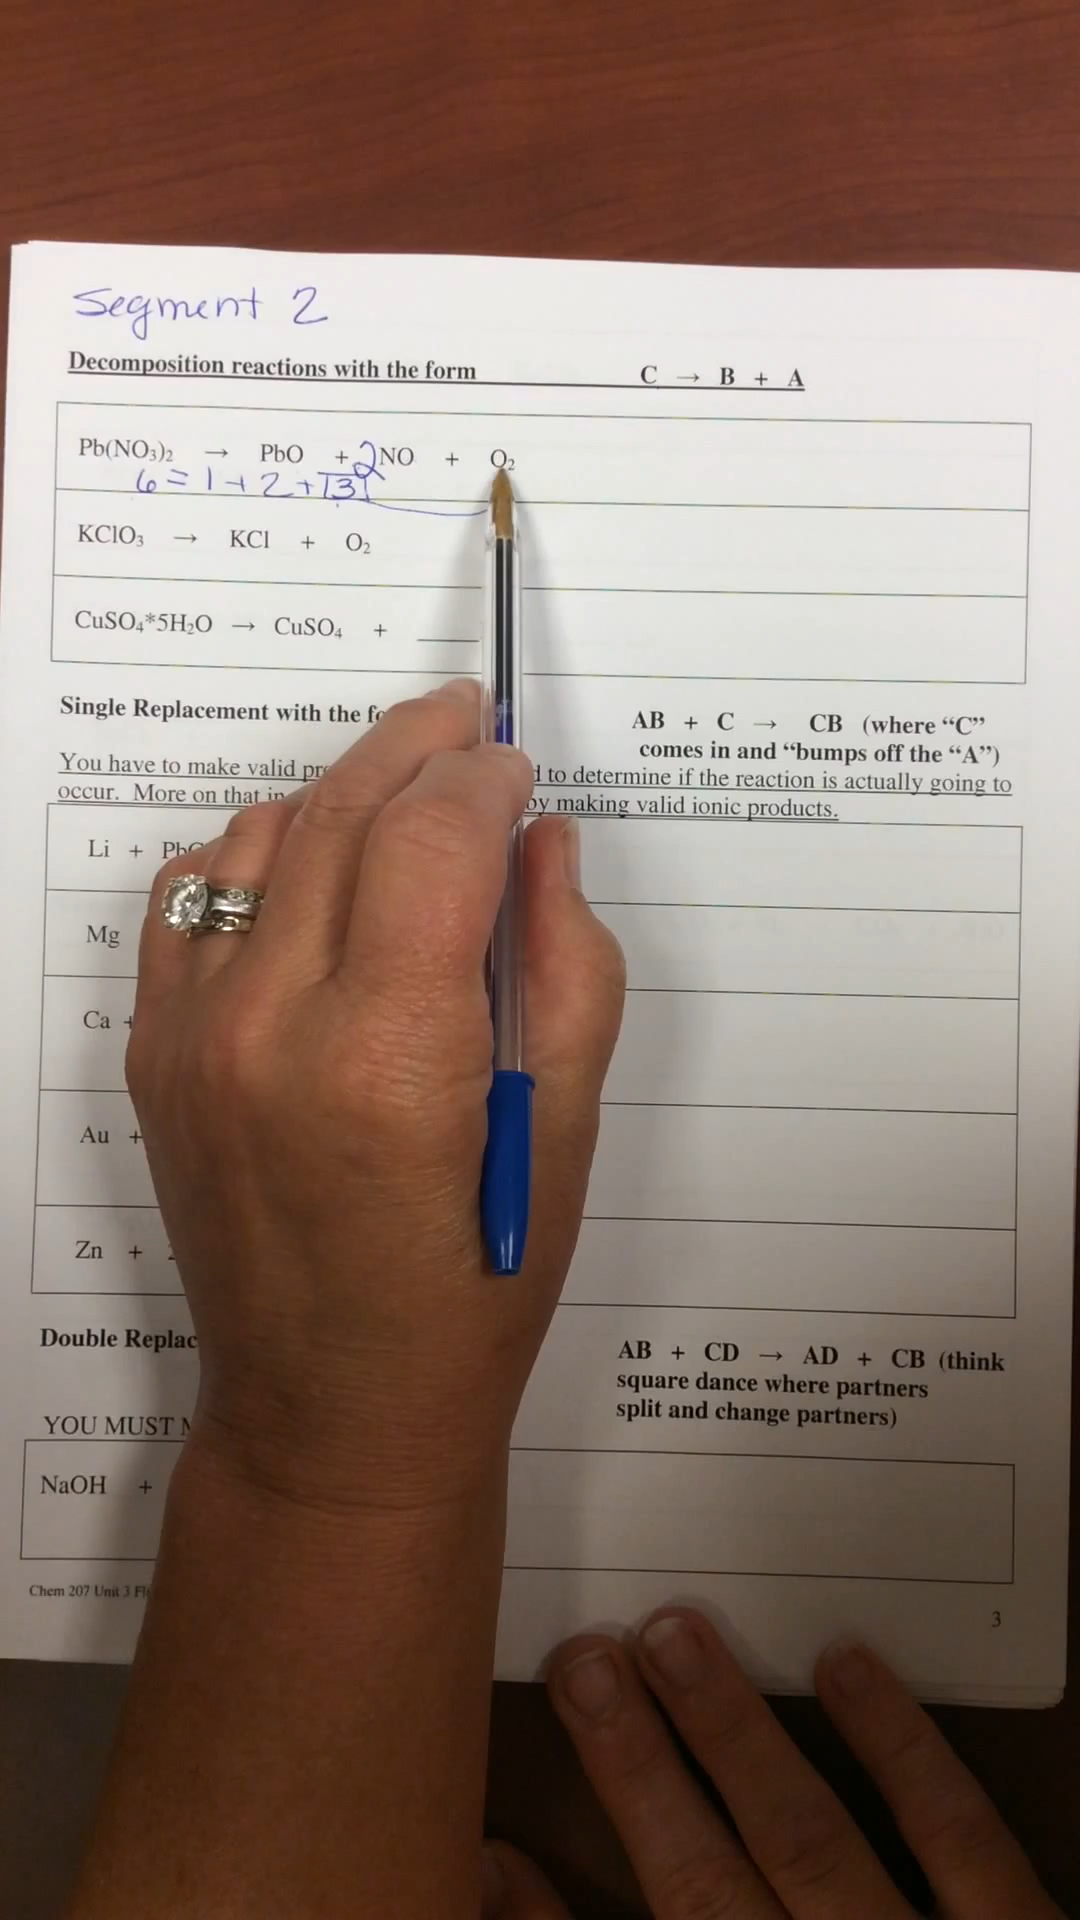 Segment 2
Decomposition reactions with the form C → B + A
Pb(NO₃)₂ → PbO + 2NO + O₂
6 = 1 + 2 + 3
KClO₃ → KCl + O₂
CuSO₄*5H₂O → CuSO₄ + _____
Single Replacement with the AB + C → CB (where “C”
comes in and “bumps off the “A”)
You have to make valid to determine if the reaction is actually going to
occur. More on that by making valid ionic products.
Li +
Mg
Ca +
Au +
Zn +
Double AB + CD → AD + CB (think
square dance where partners
split and change partners)
YOU MUST
NaOH +
Chem 207 Unit 3
3